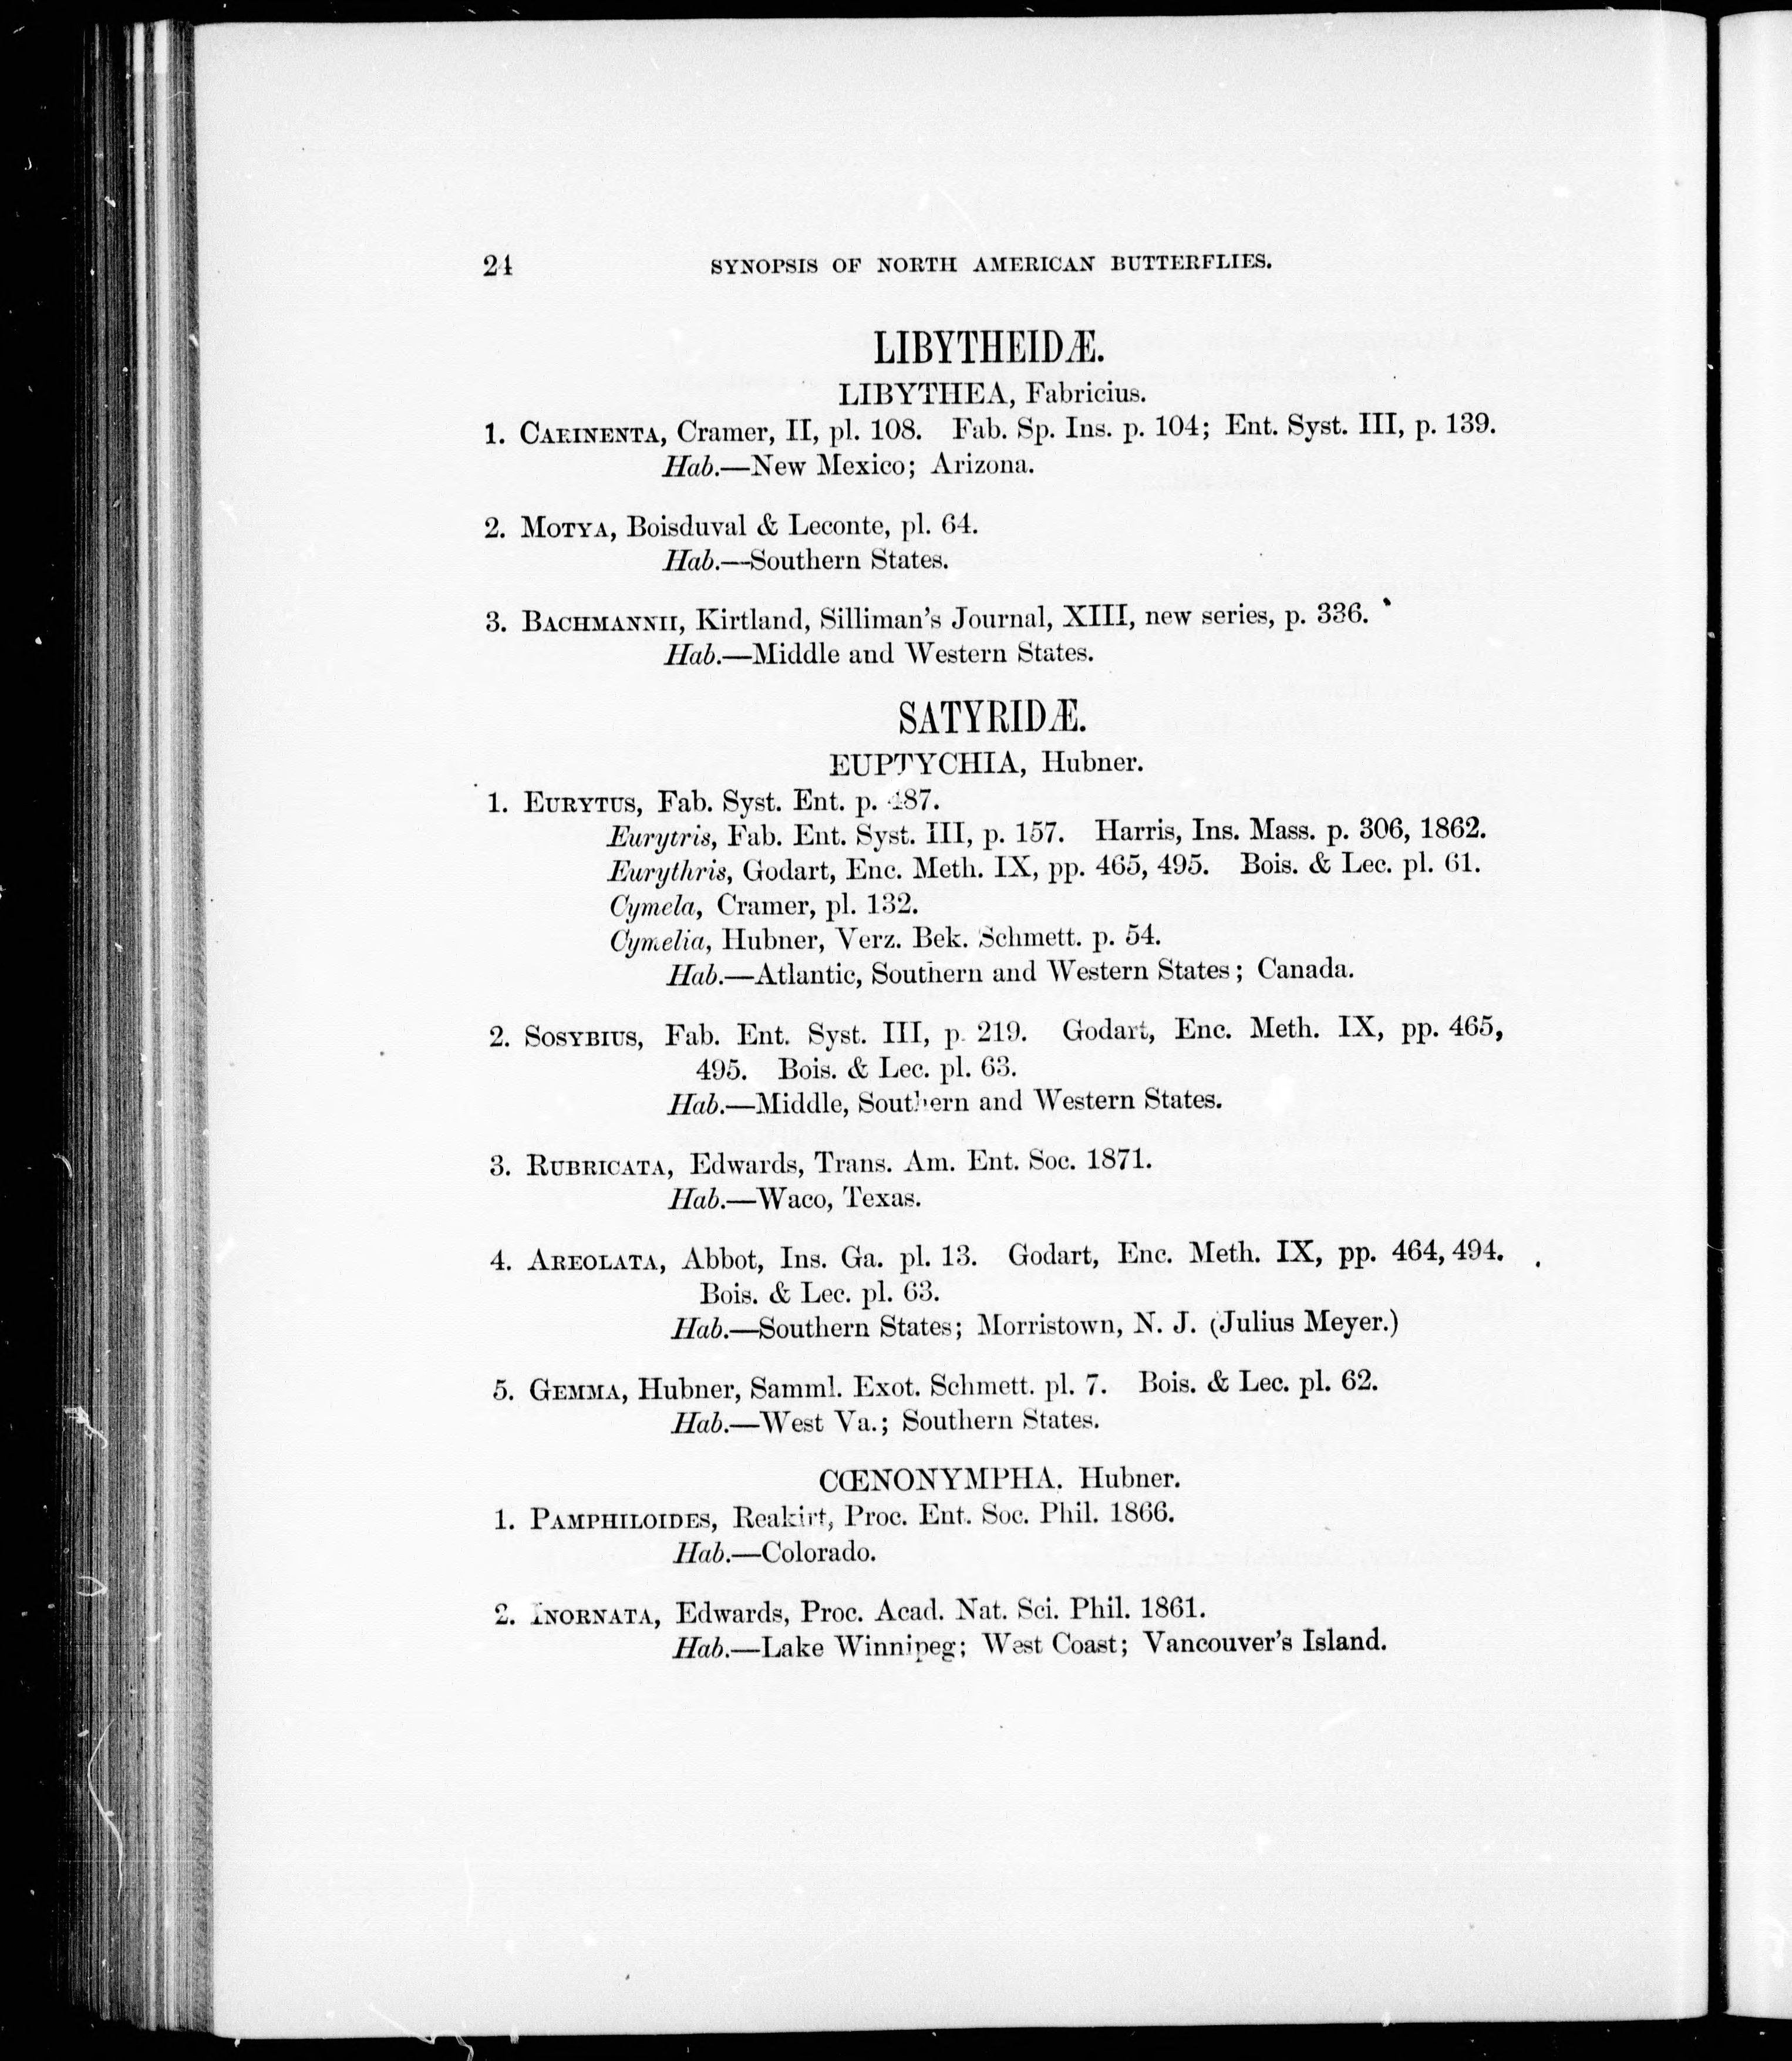 24 SYNOPSIS OF NORTH AMERICAN BUTTERFLIES.
LIBYTHEIDÆ.
LIBYTHEA, Fabricius.
1. CARINENTA, Cramer, II, pl. 108. Fab. Sp. Ins. p. 104; Ent. Syst. III, p. 139.
Hab.—New Mexico; Arizona.
2. MOTYA, Boisduval & Leconte, pl. 64.
Hab.—Southern States.
3. BACHMANNII, Kirtland, Silliman's Journal, XIII, new series, p. 336.
Hab.—Middle and Western States.
SATYRIDÆ.
EUPTYCHIA, Hubner.
1. EURYTUS, Fab. Syst. Ent. p. 487.
Eurytris, Fab. Ent. Syst. III, p. 157. Harris, Ins. Mass. p. 306, 1862.
Eurythris, Godart, Enc. Meth. IX, pp. 465, 495. Bois. & Lec. pl. 61.
Cymela, Cramer, pl. 132.
Cymelia, Hubner, Verz. Bek. Schmett. p. 54.
Hab.—Atlantic, Southern and Western States; Canada.
2. SOSYBIUS, Fab. Ent. Syst. III, p. 219. Godart, Enc. Meth. IX, pp. 465,
495. Bois. & Lec. pl. 63.
Hab.—Middle, Southern and Western States.
3. RUBRICATA, Edwards, Trans. Am. Ent. Soc. 1871.
Hab.—Waco, Texas.
4. AREOLATA, Abbot, Ins. Ga. pl. 13. Godart, Enc. Meth. IX, pp. 464, 494.
Bois. & Lec. pl. 63.
Hab.—Southern States; Morristown, N. J. (Julius Meyer.)
5. GEMMA, Hubner, Samml. Exot. Schmett. pl. 7. Bois. & Lec. pl. 62.
Hab.—West Va.; Southern States.
CŒNONYMPHA. Hubner.
1. PAMPHILOIDES, Reakirt, Proc. Ent. Soc. Phil. 1866.
Hab.—Colorado.
2. INORNATA, Edwards, Proc. Acad. Nat. Sci. Phil. 1861.
Hab.—Lake Winnipeg; West Coast; Vancouver's Island.